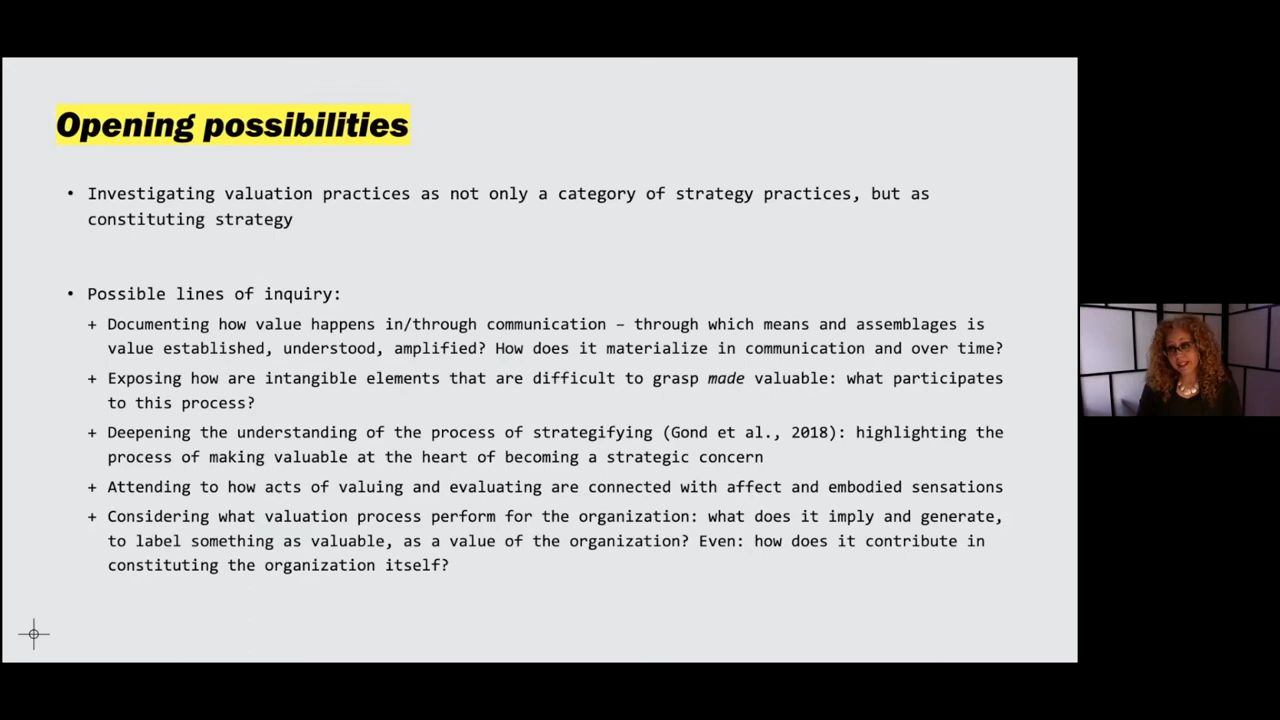 Opening possibilities
• Investigating valuation practices as not only a category of strategy practices, but as
constituting strategy
• Possible lines of inquiry:
+ Documenting how value happens in/through communication – through which means and assemblages is
value established, understood, amplified? How does it materialize in communication and over time?
+ Exposing how are intangible elements that are difficult to grasp made valuable: what participates
to this process?
+ Deepening the understanding of the process of strategifying (Gond et al., 2018): highlighting the
process of making valuable at the heart of becoming a strategic concern
+ Attending to how acts of valuing and evaluating are connected with affect and embodied sensations
+ Considering what valuation process perform for the organization: what does it imply and generate,
to label something as valuable, as a value of the organization? Even: how does it contribute in
constituting the organization itself?